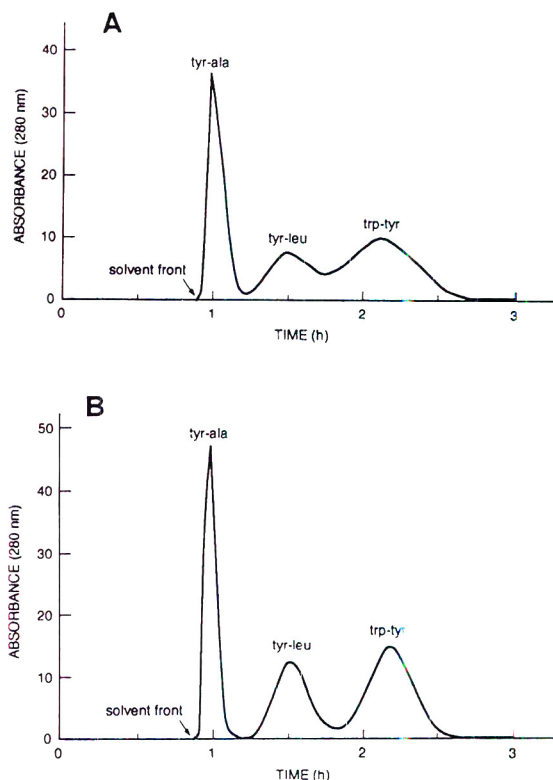 A
ABSORBANCE (280 nm)
40
30
20
10
0
tyr-ala
tyr-leu
trp-tyr
solvent front
0
1
2
3
TIME (h)
B
ABSORBANCE (280 nm)
50
40
30
20
10
0
tyr-ala
tyr-leu
trp-tyr
solvent front
0
1
2
3
TIME (h)